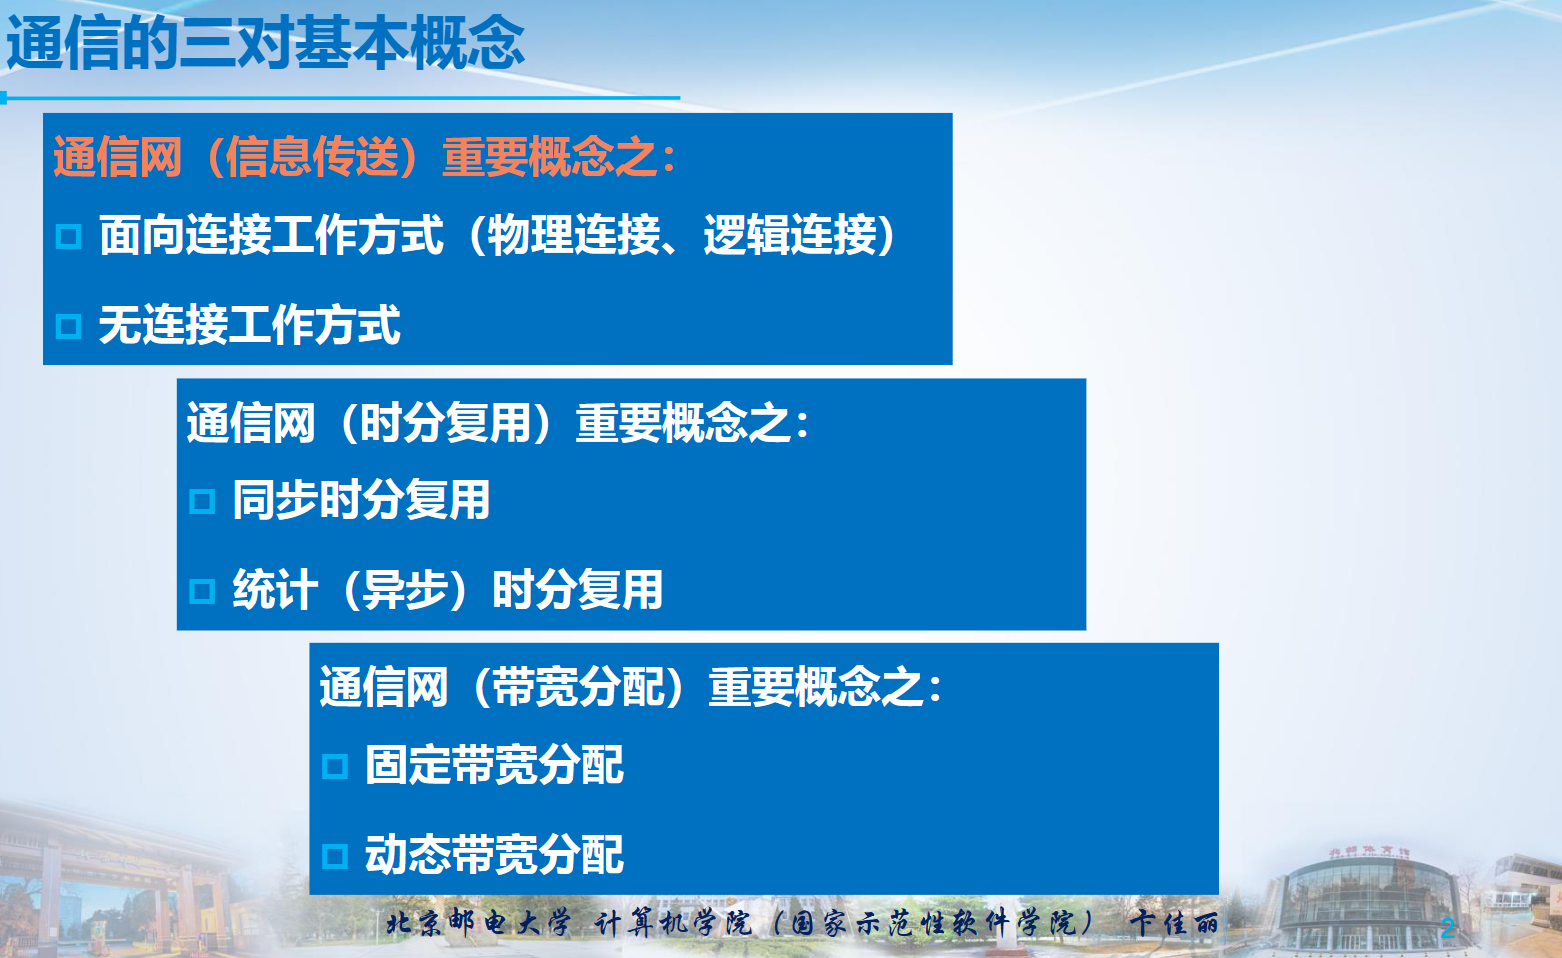 通信的三对基本概念
通信网（信息传送）重要概念之：
面向连接工作方式（物理连接、逻辑连接）
无连接工作方式
通信网（时分复用）重要概念之：
同步时分复用
统计（异步）时分复用
通信网（带宽分配）重要概念之：
固定带宽分配
动态带宽分配
北邮体育馆
北京邮电大学 计算机学院（国家示范性软件学院） 卞佳丽
2